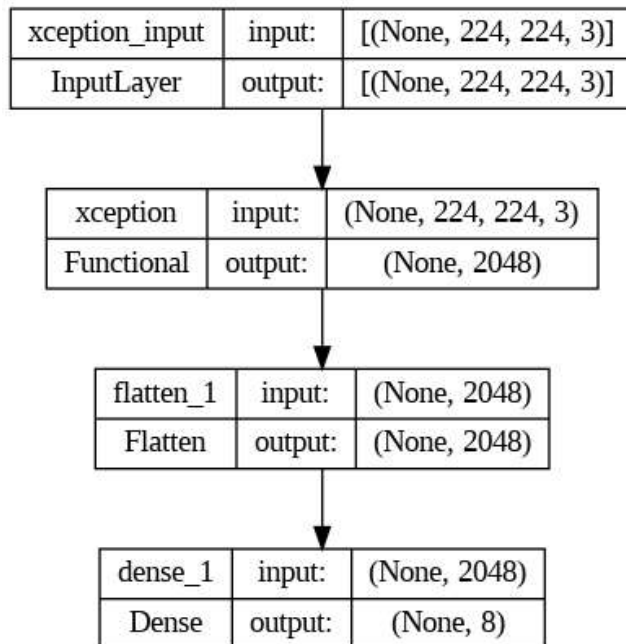 xception_input input: [(None, 224, 224, 3)]
InputLayer output: [(None, 224, 224, 3)]
xception input: (None, 224, 224, 3)
Functional output: (None, 2048)
flatten_1 input: (None, 2048)
Flatten output: (None, 2048)
dense_1 input: (None, 2048)
Dense output: (None, 8)